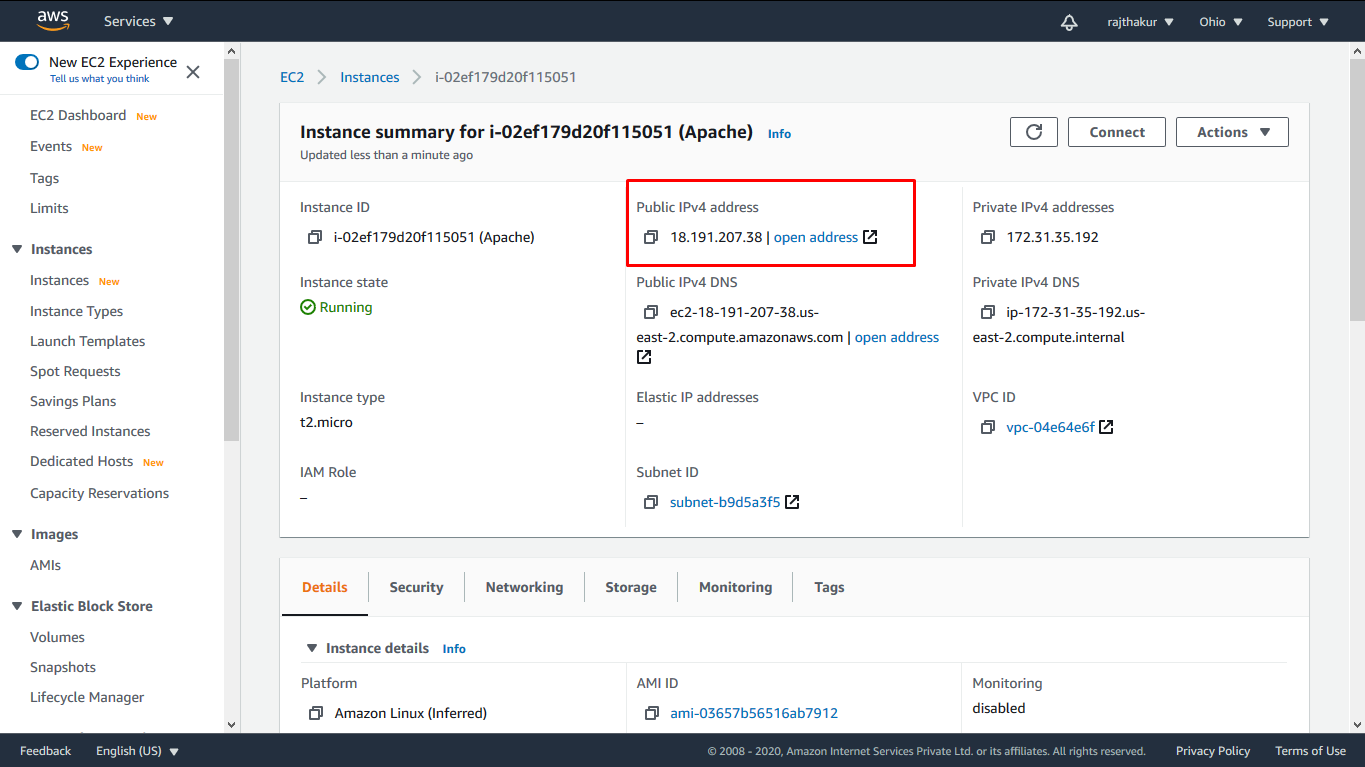 aws Services rajthakur Ohio Support
New EC2 Experience
Tell us what you think
EC2 Dashboard New
Events New
Tags
Limits
Instances
Instances New
Instance Types
Launch Templates
Spot Requests
Savings Plans
Reserved Instances
Dedicated Hosts New
Capacity Reservations
Images
AMIs
Elastic Block Store
Volumes
Snapshots
Lifecycle Manager
EC2 Instances i-02ef179d20f115051
Instance summary for i-02ef179d20f115051 (Apache) Info
Updated less than a minute ago
Connect
Actions
Instance ID
i-02ef179d20f115051 (Apache)
Public IPv4 address
18.191.207.38 | open address
Private IPv4 addresses
172.31.35.192
Instance state
Running
Public IPv4 DNS
ec2-18-191-207-38.us-
east-2.compute.amazonaws.com | open address
Private IPv4 DNS
ip-172-31-35-192.us-
east-2.compute.internal
Instance type
t2.micro
Elastic IP addresses
–
VPC ID
vpc-04e64e6f
IAM Role
–
Subnet ID
subnet-b9d5a3f5
Details Security Networking Storage Monitoring Tags
Instance details Info
Platform
Amazon Linux (Inferred)
AMI ID
ami-03657b56516ab7912
Monitoring
disabled
Feedback English (US) © 2008 - 2020, Amazon Internet Services Private Ltd. or its affiliates. All rights reserved. Privacy Policy Terms of Use